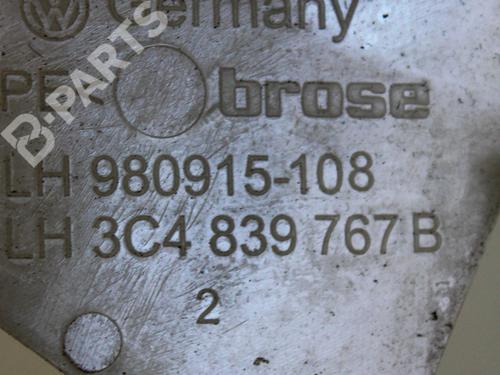 Germany
PE brose
B-PARTS
LH 980915-108
LH 3C4 839 767 B
2